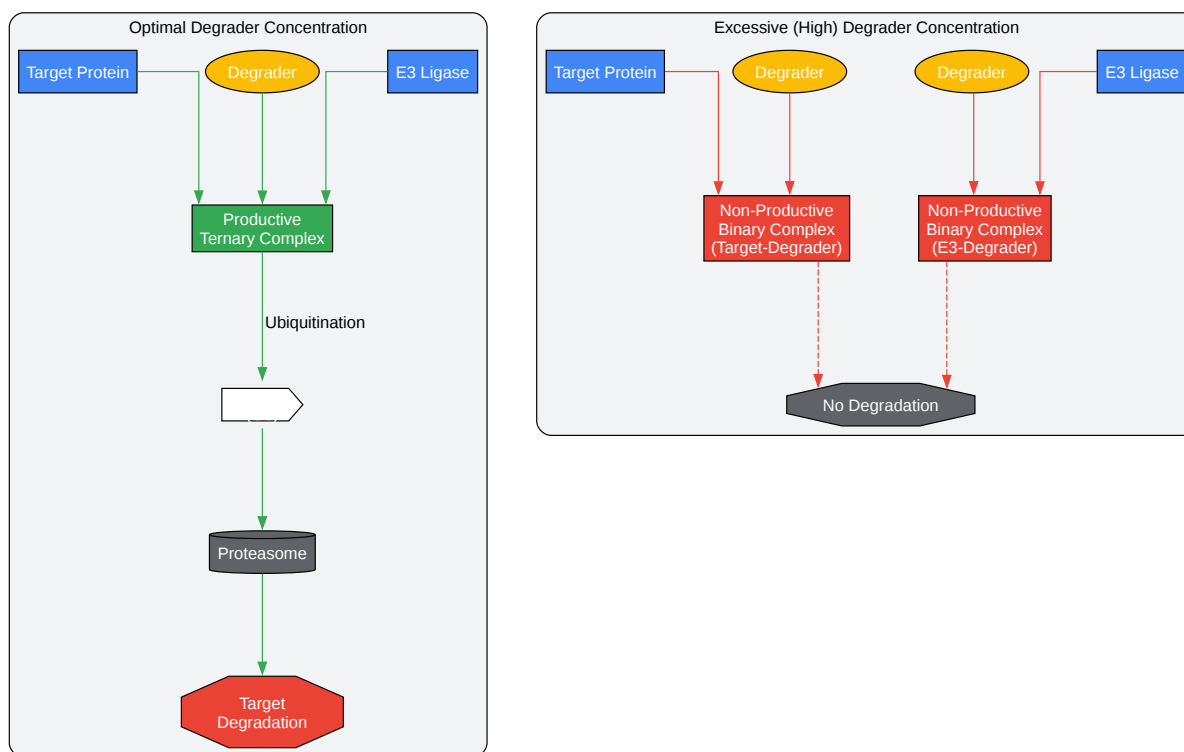 Optimal Degrader Concentration
Target Protein
Degrader
E3 Ligase
Productive
Ternary Complex
Ubiquitination
Proteasome
Target
Degradation
Excessive (High) Degrader Concentration
Target Protein
Degrader
Degrader
E3 Ligase
Non-Productive
Binary Complex
(Target-Degrader)
Non-Productive
Binary Complex
(E3-Degrader)
No Degradation